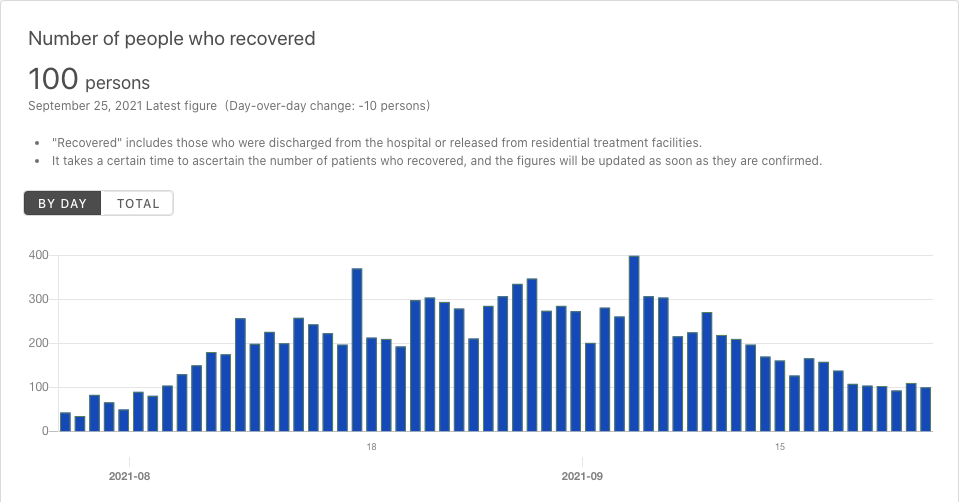 Number of people who recovered
100 persons
September 25, 2021 Latest figure (Day-over-day change: -10 persons)
• "Recovered" includes those who were discharged from the hospital or released from residential treatment facilities.
• It takes a certain time to ascertain the number of patients who recovered, and the figures will be updated as soon as they are confirmed.
BY DAY TOTAL
400
300
200
100
0
18 15
2021-08 2021-09